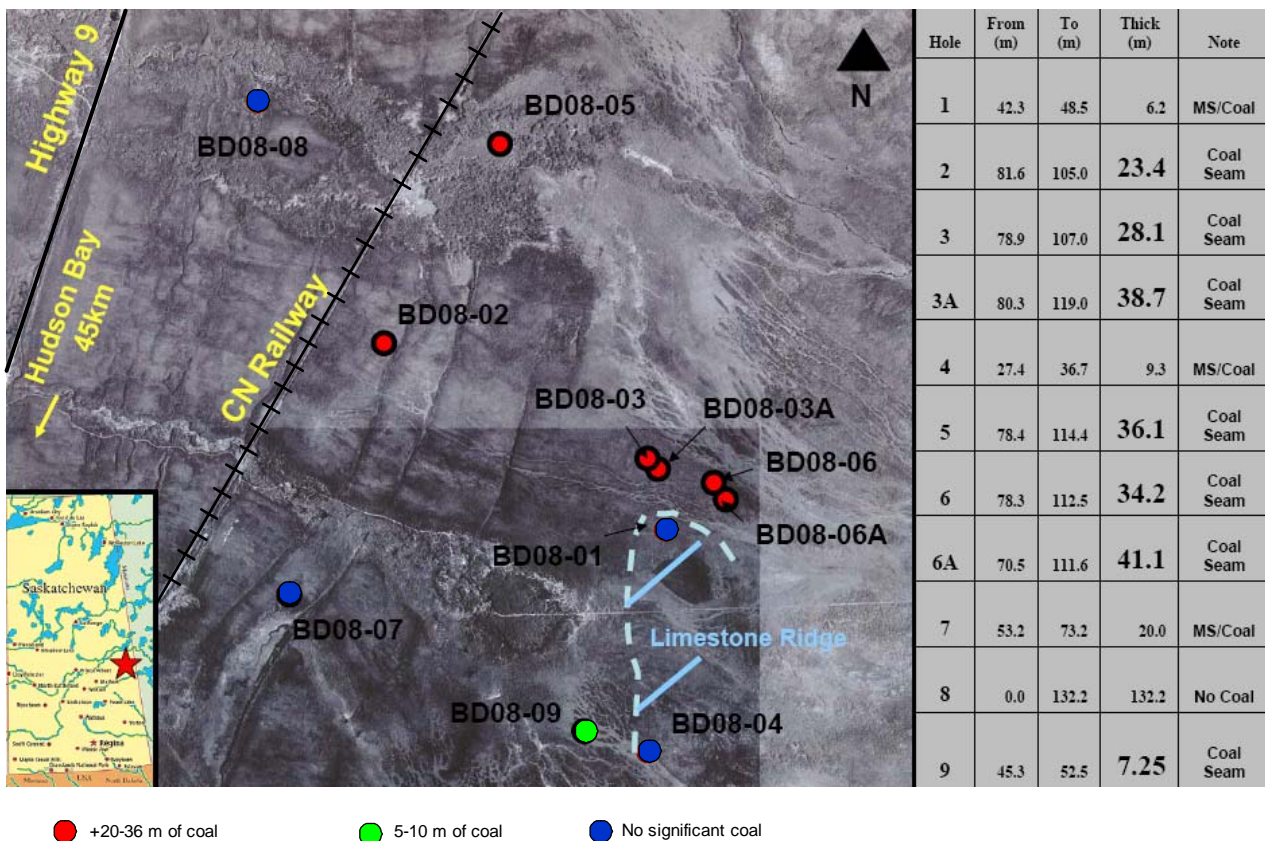 Highway 9
Hudson Bay
45km
CN Railway
BD08-08
BD08-05
N
BD08-02
BD08-03
BD08-03A
BD08-06
BD08-06A
BD08-01
BD08-07
Limestone Ridge
BD08-09
BD08-04
Saskatchewan
Regina
Hole From (m) To (m) Thick (m) Note
1 42.3 48.5 6.2 MS/Coal
2 81.6 105.0 23.4 Coal Seam
3 78.9 107.0 28.1 Coal Seam
3A 80.3 119.0 38.7 Coal Seam
4 27.4 36.7 9.3 MS/Coal
5 78.4 114.4 36.1 Coal Seam
6 78.3 112.5 34.2 Coal Seam
6A 70.5 111.6 41.1 Coal Seam
7 53.2 73.2 20.0 MS/Coal
8 0.0 132.2 132.2 No Coal
9 45.3 52.5 7.25 Coal Seam
+20-36 m of coal
5-10 m of coal
No significant coal